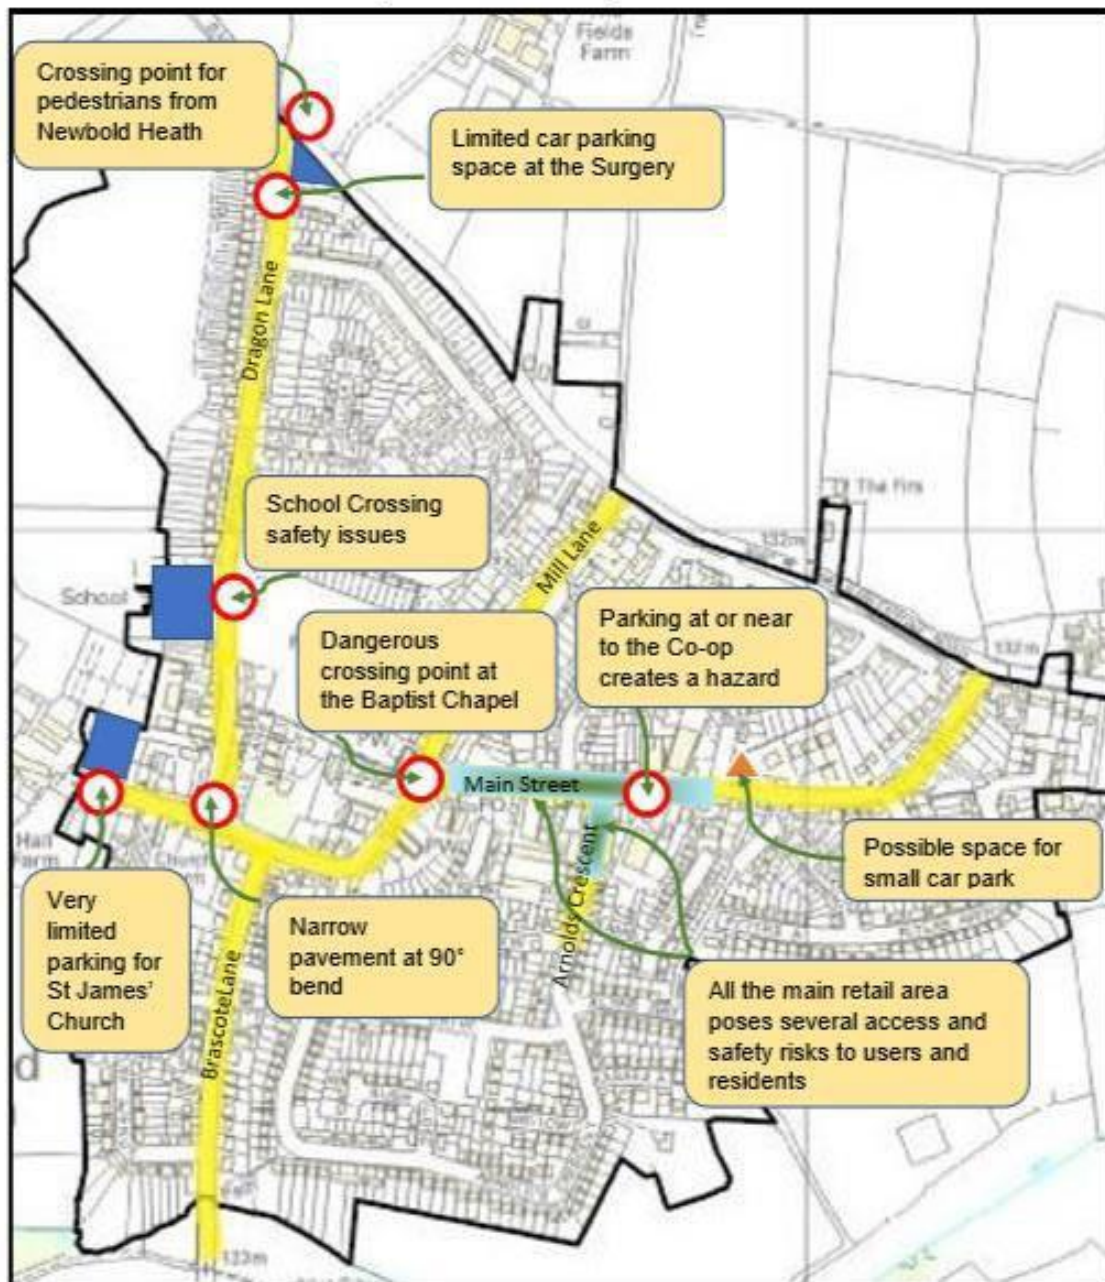 Fields
Farm
Crossing point for
pedestrians from
Newbold Heath
Limited car parking
space at the Surgery
Dragon Lane
The Firs
School Crossing
safety issues
132m
Mill Lane
School
Parking at or near
to the Co-op
creates a hazard
Dangerous
crossing point at
the Baptist Chapel
132m
Main Street
Hall
Farm
Possible space for
small car park
Arnolds Crescent
Very
limited
parking for
St James'
Church
Narrow
pavement at 90°
bend
BrascoteLane
All the main retail area
poses several access and
safety risks to users and
residents
d
133m